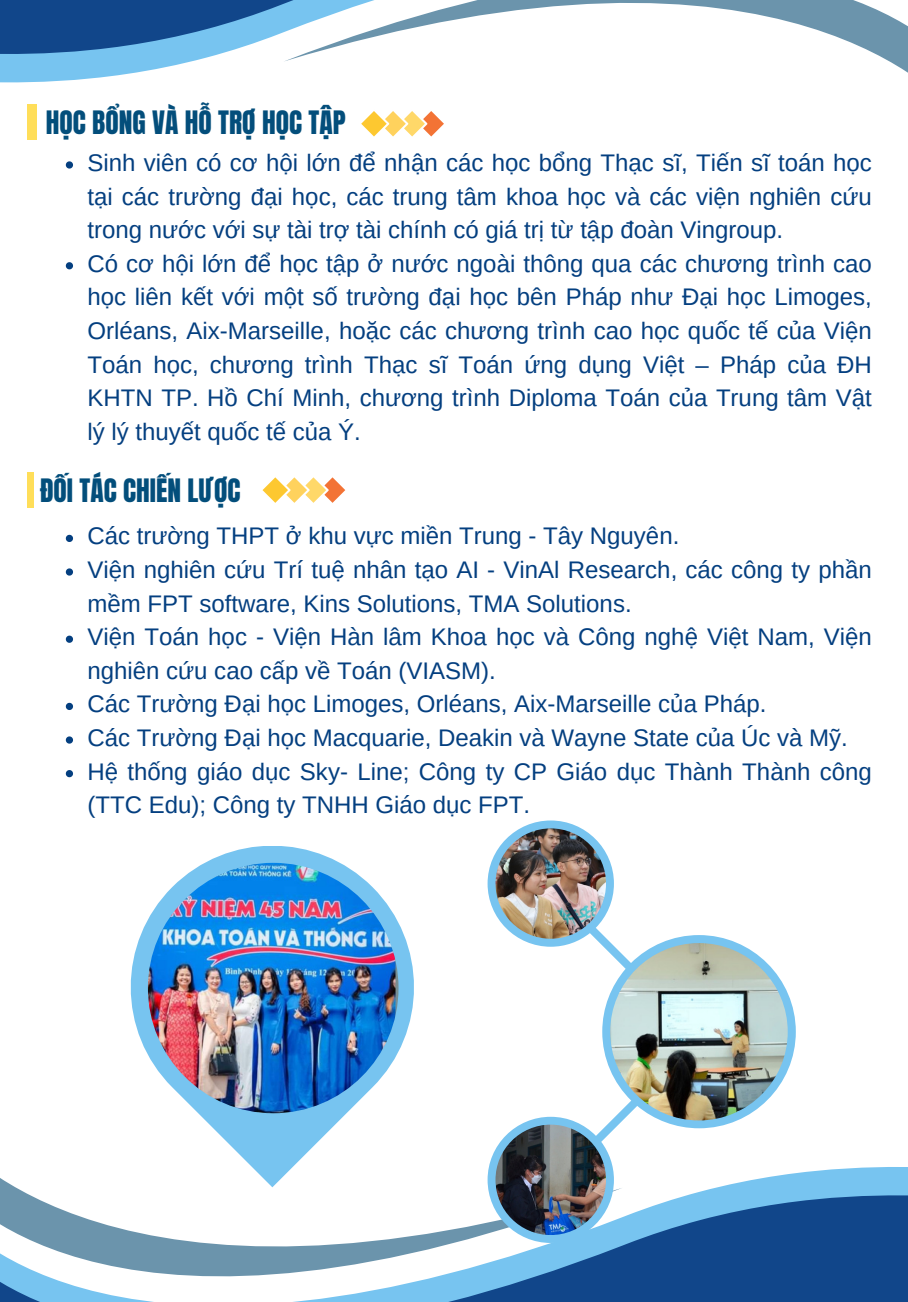 HỌC BỔNG VÀ HỖ TRỢ HỌC TẬP
Sinh viên có cơ hội lớn để nhận các học bổng Thạc sĩ, Tiến sĩ toán học
tại các trường đại học, các trung tâm khoa học và các viện nghiên cứu
trong nước với sự tài trợ tài chính có giá trị từ tập đoàn Vingroup.
Có cơ hội lớn để học tập ở nước ngoài thông qua các chương trình cao
học liên kết với một số trường đại học bên Pháp như Đại học Limoges,
Orléans, Aix-Marseille, hoặc các chương trình cao học quốc tế của Viện
Toán học, chương trình Thạc sĩ Toán ứng dụng Việt – Pháp của ĐH
KHTN TP. Hồ Chí Minh, chương trình Diploma Toán của Trung tâm Vật
lý lý thuyết quốc tế của Ý.
ĐỐI TÁC CHIẾN LƯỢC
Các trường THPT ở khu vực miền Trung - Tây Nguyên.
Viện nghiên cứu Trí tuệ nhân tạo AI - VinAl Research, các công ty phần
mềm FPT software, Kins Solutions, TMA Solutions.
Viện Toán học - Viện Hàn lâm Khoa học và Công nghệ Việt Nam, Viện
nghiên cứu cao cấp về Toán (VIASM).
Các Trường Đại học Limoges, Orléans, Aix-Marseille của Pháp.
Các Trường Đại học Macquarie, Deakin và Wayne State của Úc và Mỹ.
Hệ thống giáo dục Sky- Line; Công ty CP Giáo dục Thành Thành công
(TTC Edu); Công ty TNHH Giáo dục FPT.
ĐẠI HỌC QUY NHƠN
KHOA TOÁN VÀ THỐNG KÊ
KỶ NIỆM 45 NĂM
KHOA TOÁN VÀ THỐNG KÊ
Bình Định
TMA